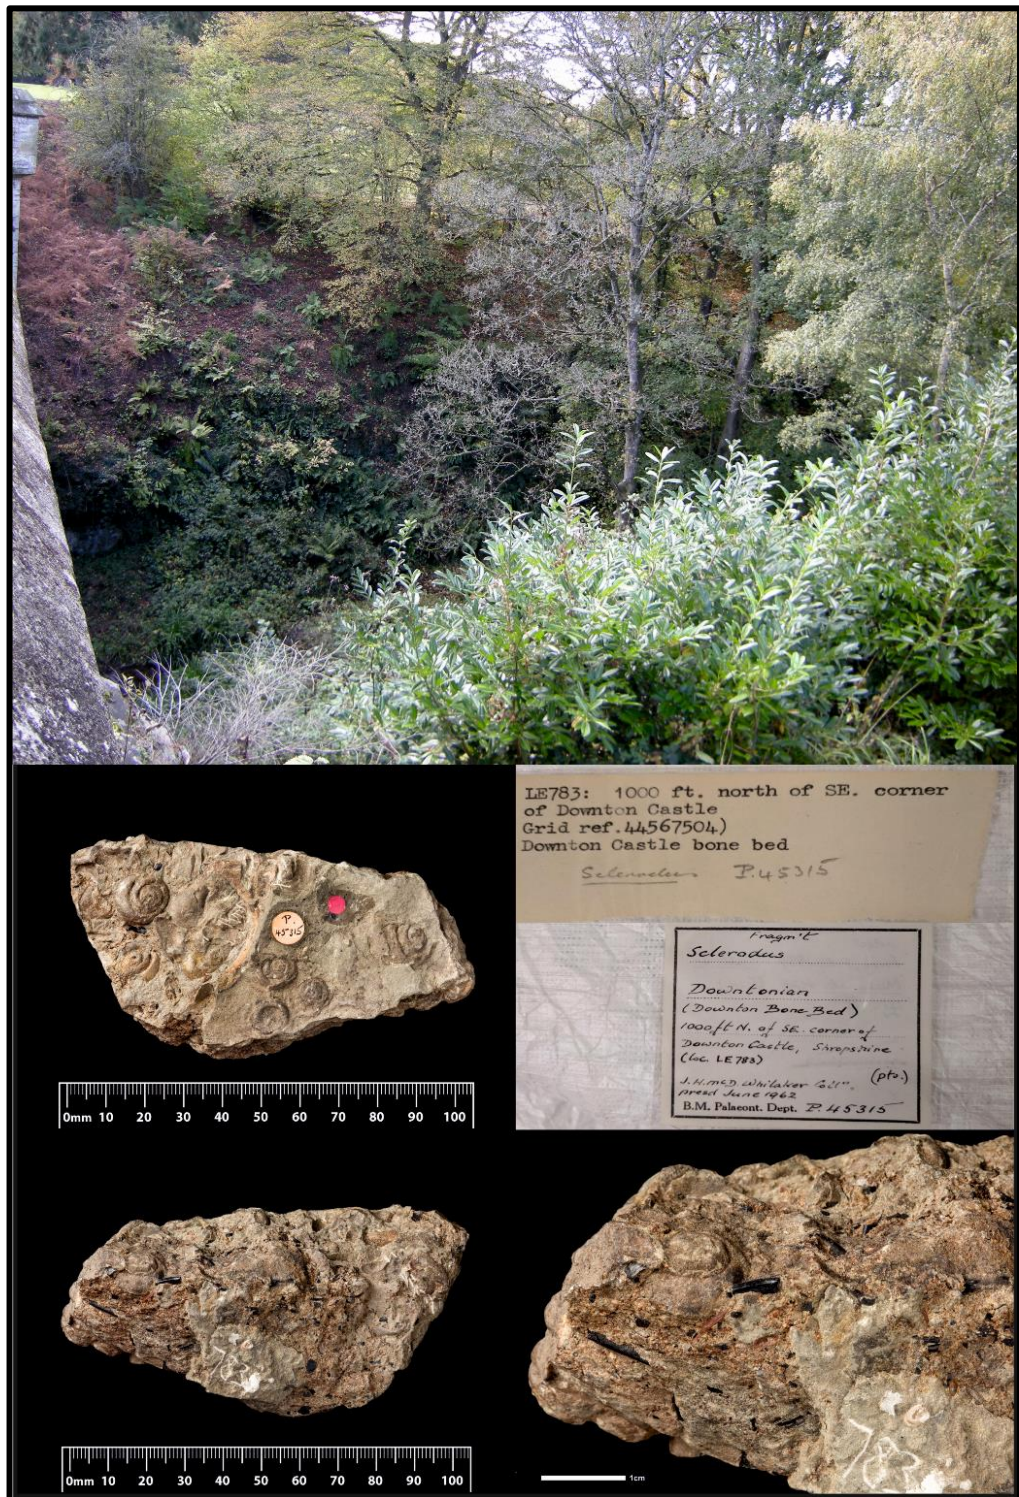 LE783: 1000 ft. north of SE. corner
of Downton Castle
Grid ref.44567504)
Downton Castle bone bed
Sclerodus P.45315
P.
45315
Fragm't
Sclerodus
Downtonian
(Downton Bone-Bed)
1000ft N. of SE. corner of
Downton Castle, Shropshire
(Loc. LE783)
(pts.)
J.H.McD. Whitaker Coll.
presd June 1962
B.M. Palaeont. Dept. P.45315
0mm 10 20 30 40 50 60 70 80 90 100
0mm 10 20 30 40 50 60 70 80 90 100
1cm